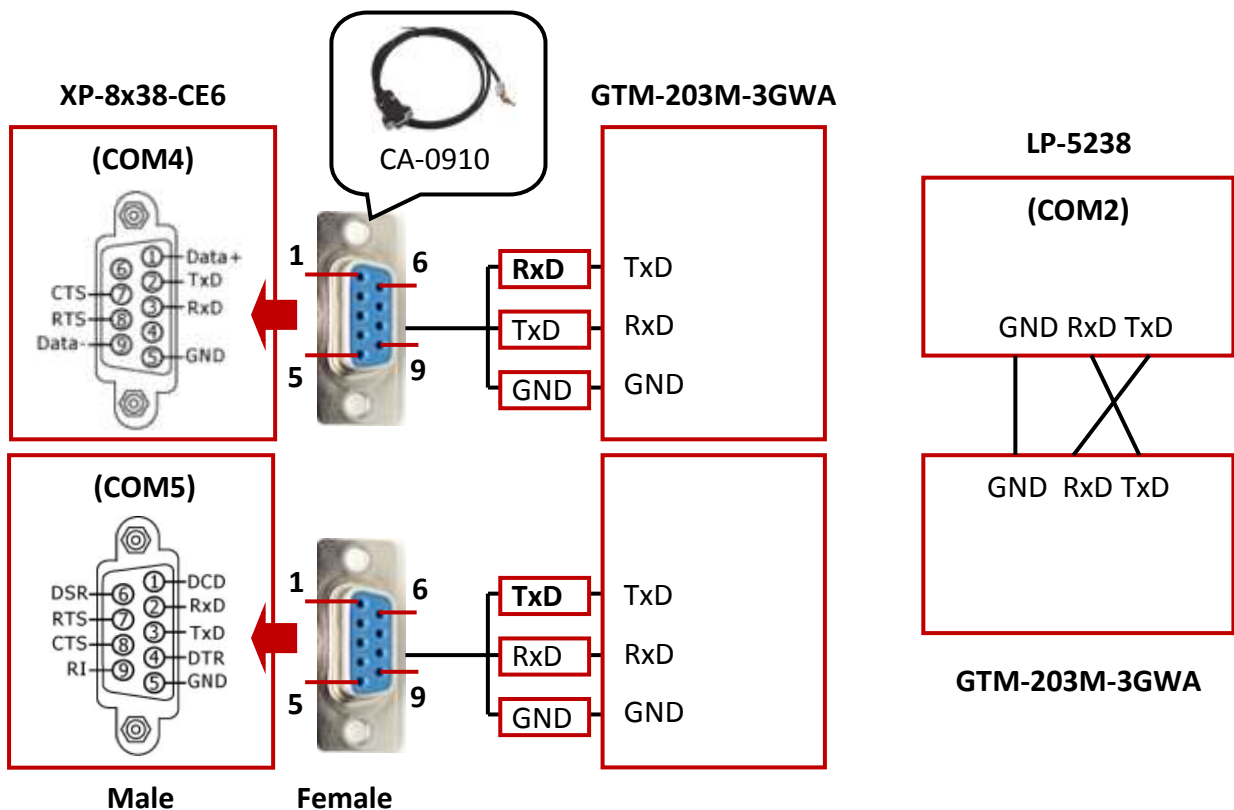 XP-8x38-CE6
CA-0910
GTM-203M-3GWA
(COM4)
1 Data+
6
2 TxD
CTS 7
3 RxD
RTS 8
4
Data- 9
5 GND
1
6
5
9
RxD TxD
TxD RxD
GND GND
(COM5)
1 DCD
DSR 6
2 RxD
RTS 7
3 TxD
CTS 8
4 DTR
RI 9
5 GND
1
6
5
9
TxD TxD
RxD RxD
GND GND
Male
Female
LP-5238
(COM2)
GND RxD TxD
GND RxD TxD
GTM-203M-3GWA